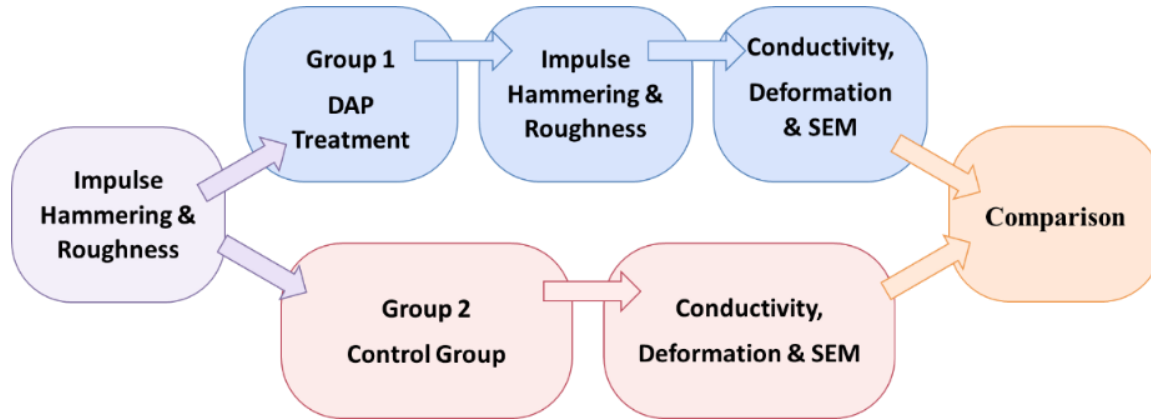 Impulse
Hammering &
Roughness
Group 1
DAP
Treatment
Impulse
Hammering &
Roughness
Conductivity,
Deformation
& SEM
Group 2
Control Group
Conductivity,
Deformation & SEM
Comparison